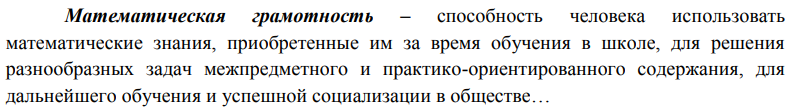 Математическая грамотность – способность человека использовать
математические знания, приобретенные им за время обучения в школе, для решения
разнообразных задач межпредметного и практико-ориентированного содержания, для
дальнейшего обучения и успешной социализации в обществе…